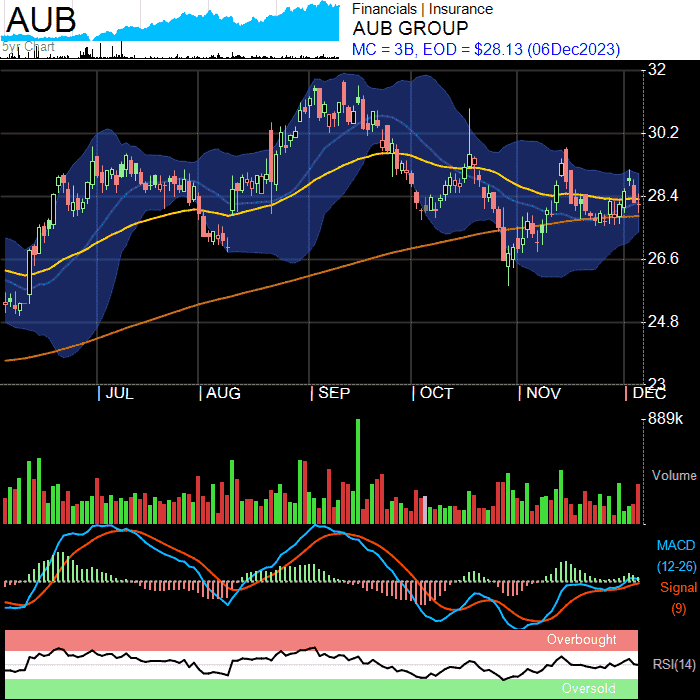 AUB
5yr Chart
Financials | Insurance
AUB GROUP
MC = 3B, EOD = $28.13 (06Dec2023)
32
30.2
28.4
26.6
24.8
23
| JUL | AUG | SEP | OCT | NOV | DEC
889k
Volume
MACD
(12-26)
Signal
(9)
Overbought
RSI(14)
Oversold